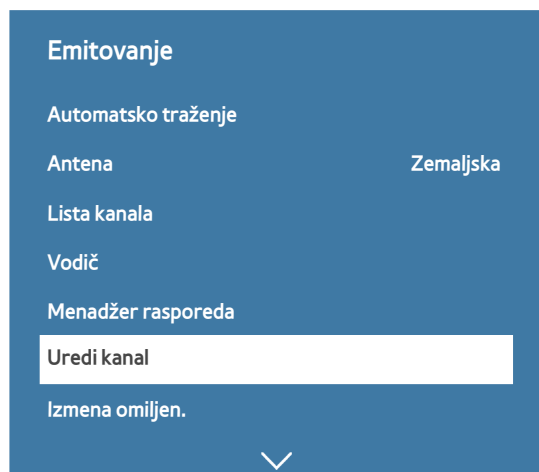 Emitovanje
Automatsko traženje
Antena Zemaljska
Lista kanala
Vodič
Menadžer rasporeda
Uredi kanal
Izmena omiljen.